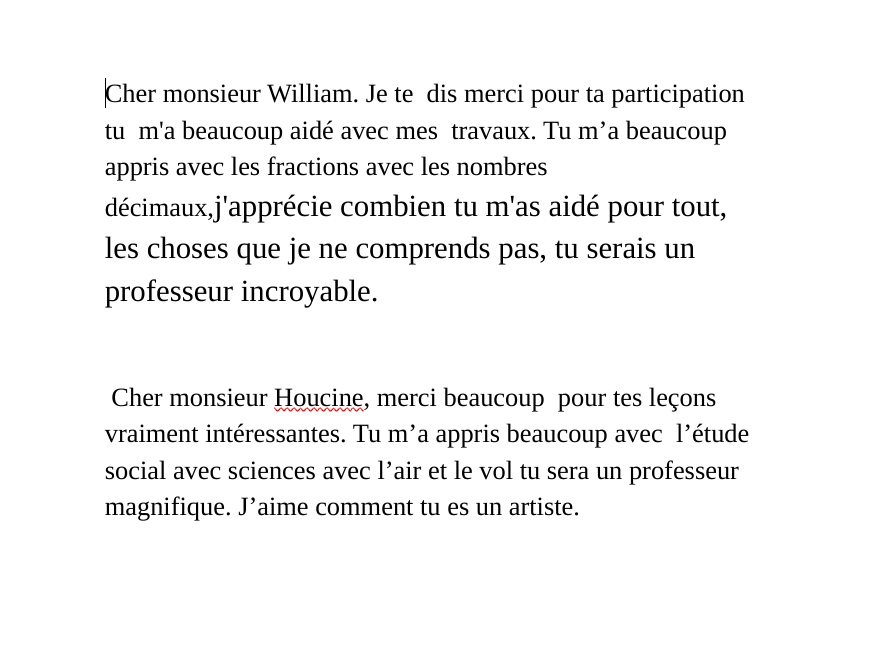 Cher monsieur William. Je te  dis merci pour ta participation
tu  m'a beaucoup aidé avec mes  travaux. Tu m’a beaucoup
appris avec les fractions avec les nombres
décimaux,j'apprécie combien tu m'as aidé pour tout,
les choses que je ne comprends pas, tu serais un
professeur incroyable.
Cher monsieur Houcine, merci beaucoup  pour tes leçons
vraiment intéressantes. Tu m’a appris beaucoup avec  l’étude
social avec sciences avec l’air et le vol tu sera un professeur
magnifique. J’aime comment tu es un artiste.